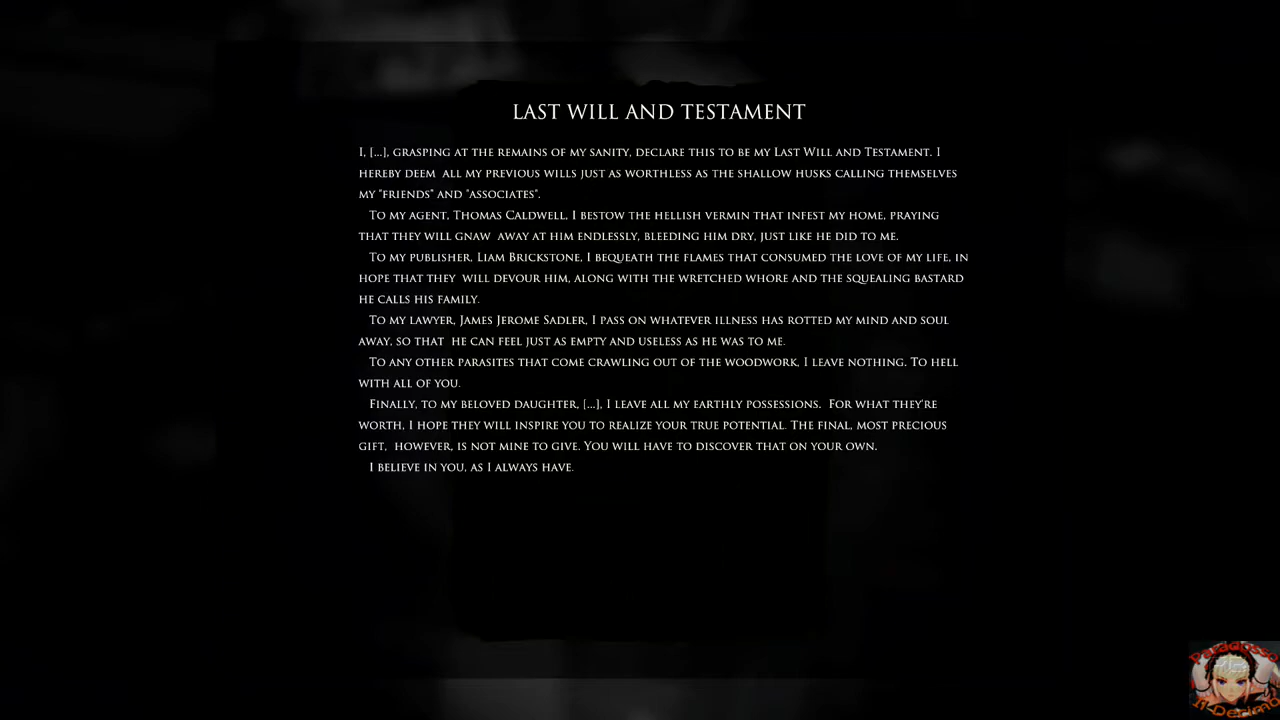 LAST WILL AND TESTAMENT
I, [...], GRASPING AT THE REMAINS OF MY SANITY, DECLARE THIS TO BE MY LAST WILL AND TESTAMENT. I
HEREBY DEEM ALL MY PREVIOUS WILLS JUST AS WORTHLESS AS THE SHALLOW HUSKS CALLING THEMSELVES
MY "FRIENDS" AND "ASSOCIATES".
TO MY AGENT, THOMAS CALDWELL, I BESTOW THE HELLISH VERMIN THAT INFEST MY HOME, PRAYING
THAT THEY WILL GNAW AWAY AT HIM ENDLESSLY, BLEEDING HIM DRY, JUST LIKE HE DID TO ME.
TO MY PUBLISHER, LIAM BRICKSTONE, I BEQUEATH THE FLAMES THAT CONSUMED THE LOVE OF MY LIFE, IN
HOPE THAT THEY WILL DEVOUR HIM, ALONG WITH THE WRETCHED WHORE AND THE SQUEALING BASTARD
HE CALLS HIS FAMILY.
TO MY LAWYER, JAMES JEROME SADLER, I PASS ON WHATEVER ILLNESS HAS ROTTED MY MIND AND SOUL
AWAY, SO THAT HE CAN FEEL JUST AS EMPTY AND USELESS AS HE WAS TO ME.
TO ANY OTHER PARASITES THAT COME CRAWLING OUT OF THE WOODWORK, I LEAVE NOTHING. TO HELL
WITH ALL OF YOU.
FINALLY, TO MY BELOVED DAUGHTER, [...], I LEAVE ALL MY EARTHLY POSSESSIONS. FOR WHAT THEY'RE
WORTH, I HOPE THEY WILL INSPIRE YOU TO REALIZE YOUR TRUE POTENTIAL. THE FINAL, MOST PRECIOUS
GIFT, HOWEVER, IS NOT MINE TO GIVE. YOU WILL HAVE TO DISCOVER THAT ON YOUR OWN.
I BELIEVE IN YOU, AS I ALWAYS HAVE.
Paradosso